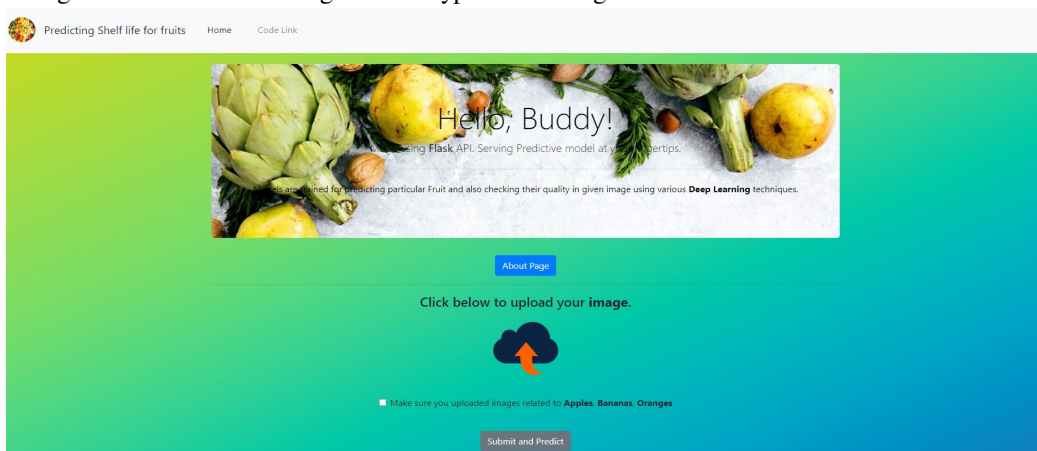 Predicting Shelf life for fruits Home Code Link
Hello, Buddy!
Flask API. Serving Predictive model at
are trained for predicting particular Fruit and also checking their quality in given image using various Deep Learning techniques.
About Page
Click below to upload your image.
Make sure you uploaded images related to Apples, Bananas, Oranges
Submit and Predict